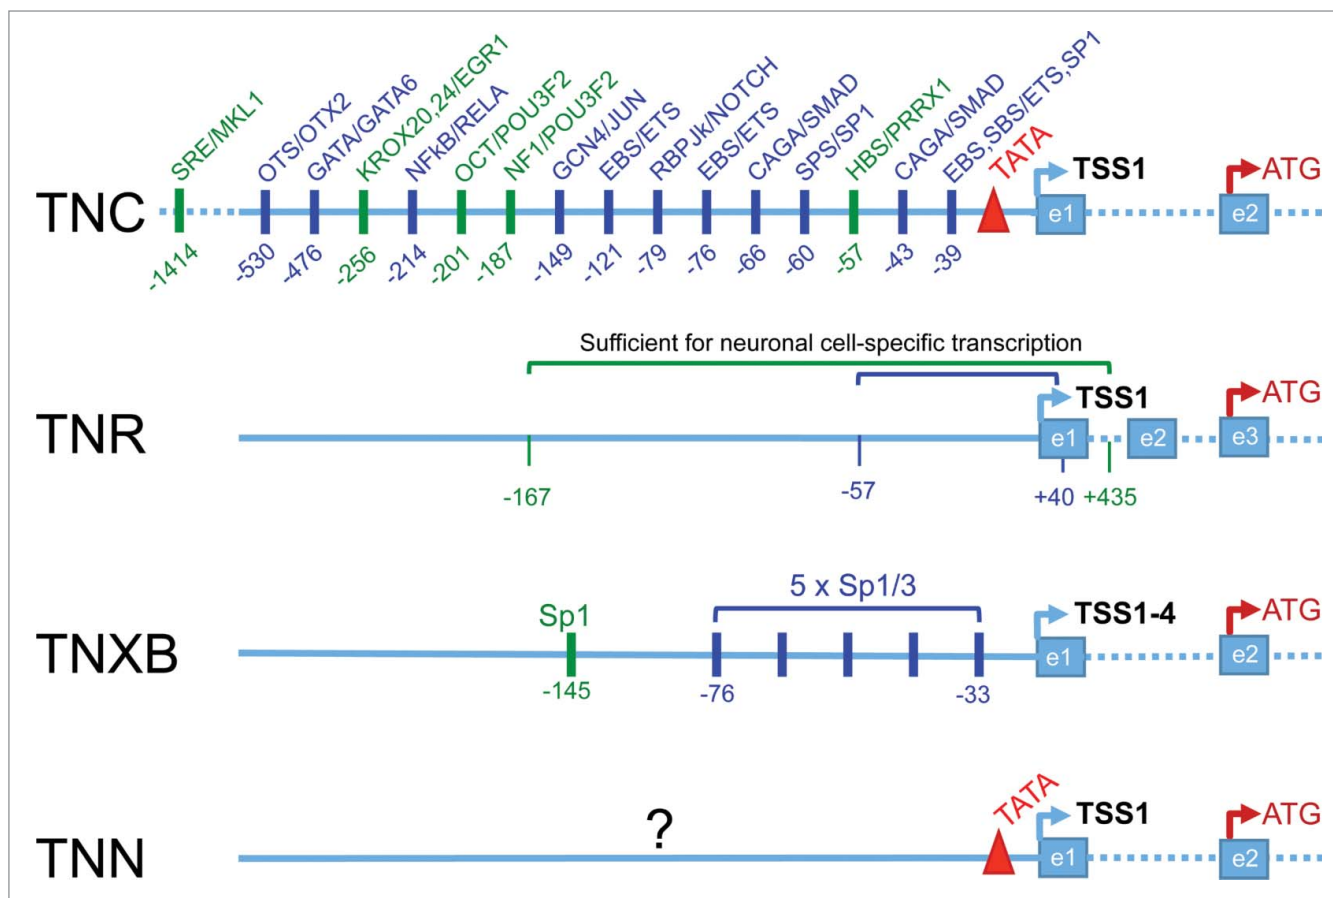 TNC
SRE/MKL1
OTS/OTX2
GATA/GATA6
KROX20,24/EGR1
NFkB/RELA
OCT/POU3F2
NF1/POU3F2
GCN4/JUN
EBS/ETS
RBPJk/NOTCH
EBS/ETS
CAGA/SMAD
SPS/SP1
HBS/PRRX1
CAGA/SMAD
EBS,SBS/ETS,SP1
TATA
TSS1
ATG
e1
e2
-1414
-530
-476
-256
-214
-201
-187
-149
-121
-79
-76
-66
-60
-57
-43
-39
Sufficient for neuronal cell-specific transcription
TNR
TSS1
ATG
e1
e2
e3
-167
-57
+40
+435
TNXB
Sp1
5 x Sp1/3
TSS1-4
ATG
e1
e2
-145
-76
-33
TNN
?
TATA
TSS1
ATG
e1
e2